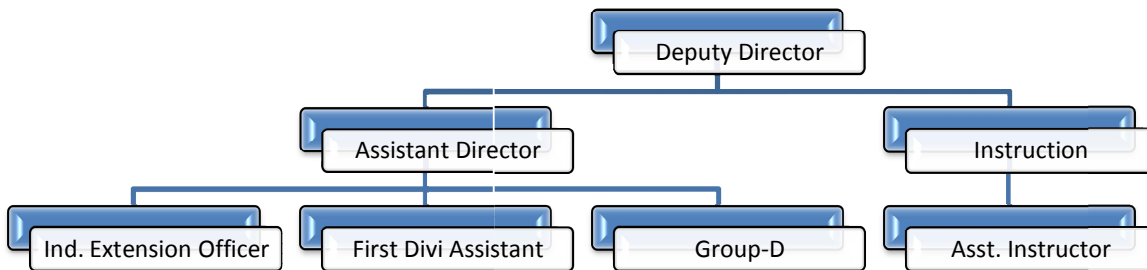 Deputy Director
Assistant Director
Instruction
Ind. Extension Officer
First Divi Assistant
Group-D
Asst. Instructor